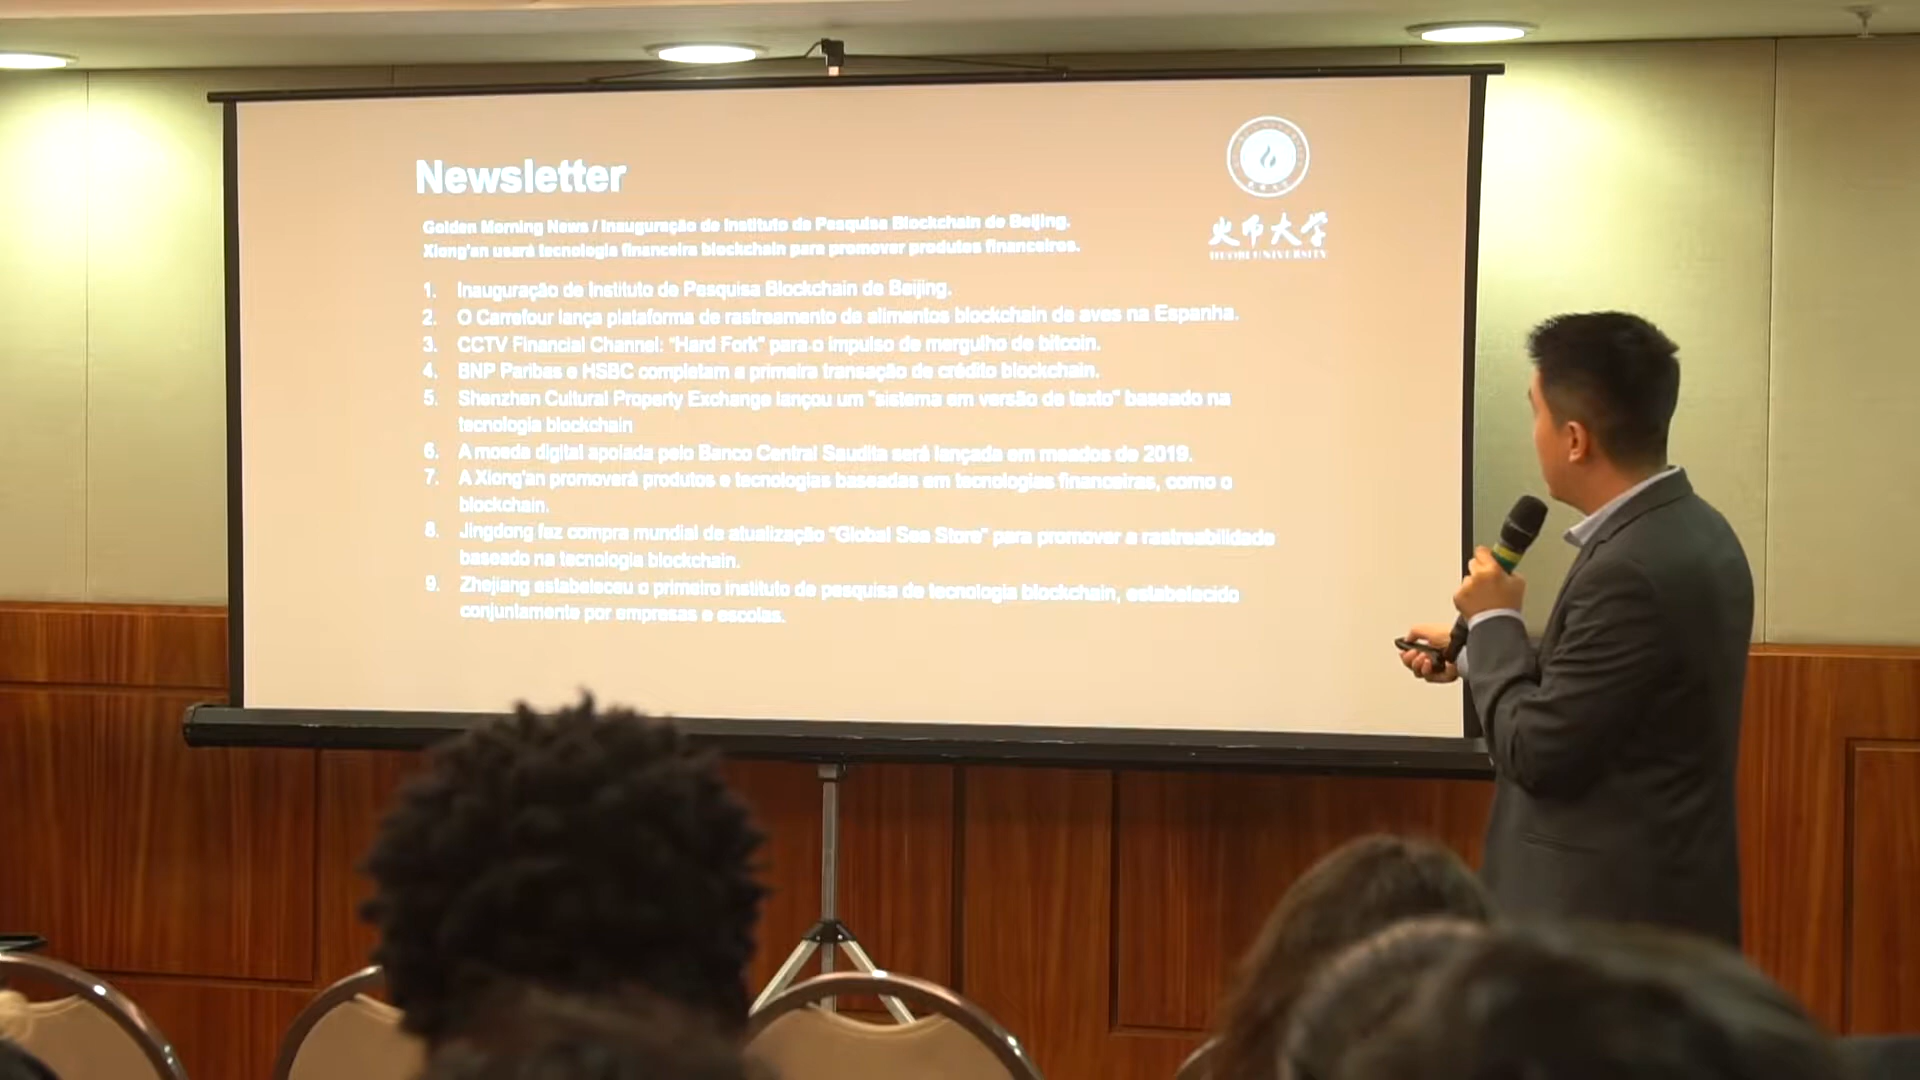 Newsletter
Golden Morning News / Inauguração do Instituto de Pesquisa Blockchain de Beijing.
Xiong'an usará tecnologia financeira blockchain para promover produtos financeiros.
1. Inauguração do Instituto de Pesquisa Blockchain de Beijing.
2. O Carrefour lança plataforma de rastreamento de alimentos blockchain de aves na Espanha.
3. CCTV Financial Channel: "Hard Fork" para o impulso de mergulho do bitcoin.
4. BNP Paribas e HSBC completam a primeira transação de crédito blockchain.
5. Shenzhen Cultural Property Exchange lançou um "sistema em versão de texto" baseado na
tecnologia blockchain
6. A moeda digital apoiada pelo Banco Central Saudita será lançada em meados de 2019.
7. A Xiong'an promoverá produtos e tecnologias baseadas em tecnologias financeiras, como o
blockchain.
8. Jingdong faz compra mundial de atualização "Global Sea Store" para promover a rastreabilidade
baseado na tecnologia blockchain.
9. Zhejiang estabeleceu o primeiro instituto de pesquisa de tecnologia blockchain, estabelecido
conjuntamente por empresas e escolas.
火币大学
HUOBI UNIVERSITY